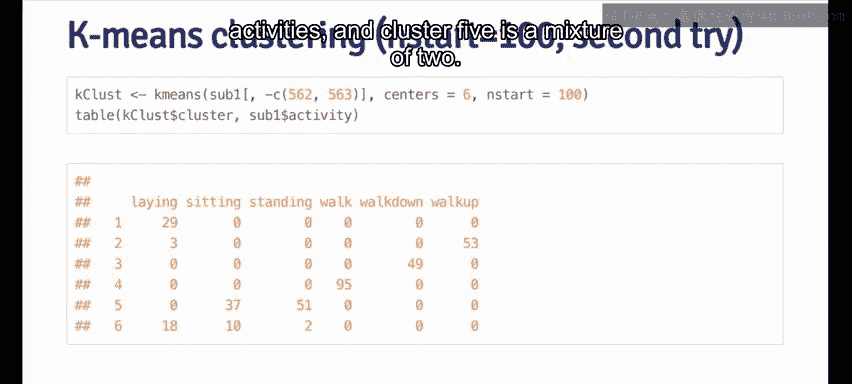 K-means clustering (nstart=100, second try)
activities, and cluster five is a mixture
of two.
kClust <- kmeans(sub1[, -c(562, 563)], centers = 6, nstart = 100)
table(kClust$cluster, sub1$activity)
##
## laying sitting standing walk walkdown walkup
## 1 29 0 0 0 0 0
## 2 3 0 0 0 0 53
## 3 0 0 0 0 49 0
## 4 0 0 0 95 0 0
## 5 0 37 51 0 0 0
## 6 18 10 2 0 0 0